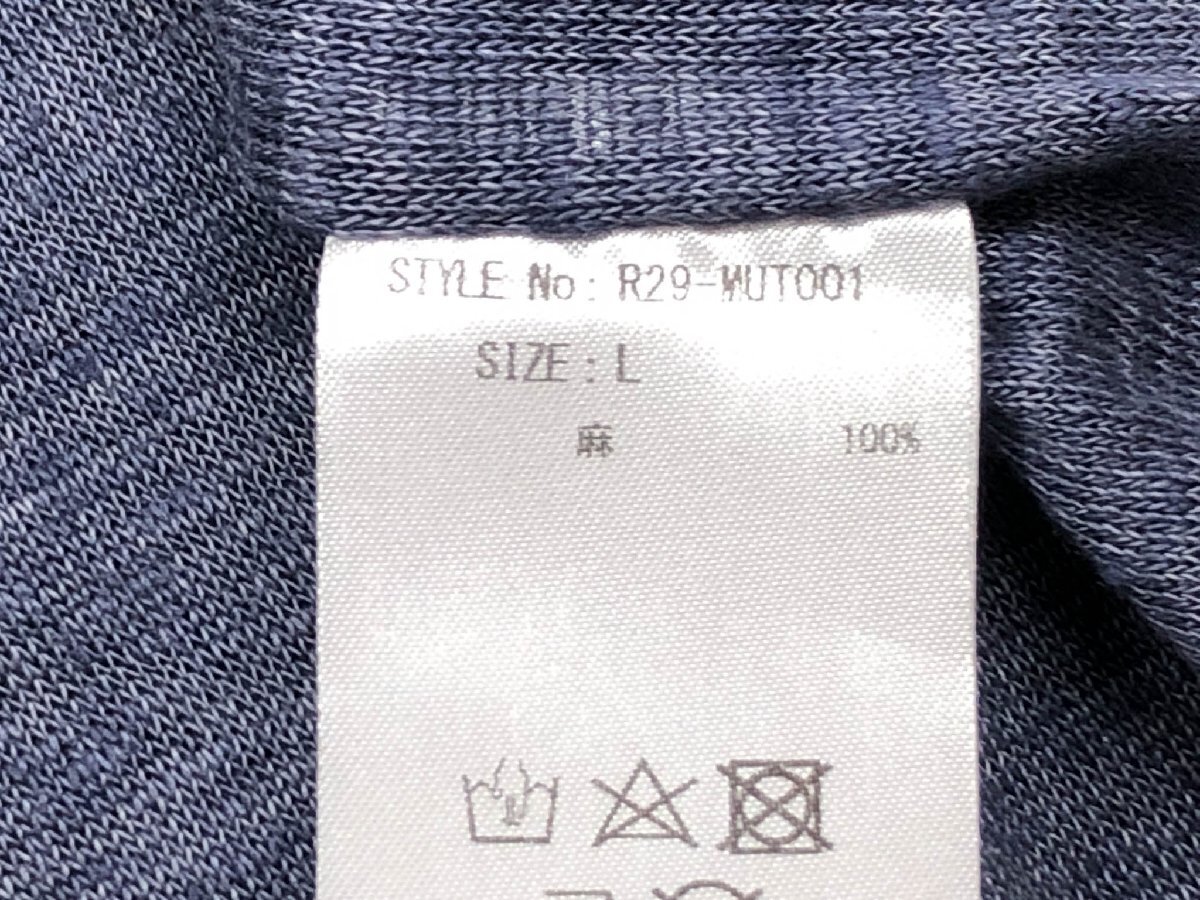 STYLE No: R29-MUT001
SIZE: L
麻 100%